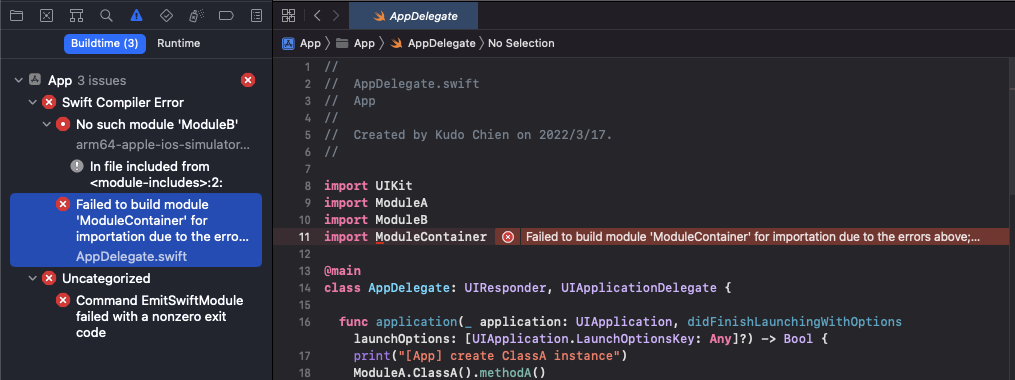 AppDelegate
Buildtime (3) Runtime
App App AppDelegate No Selection
App 3 issues
Swift Compiler Error
No such module 'ModuleB'
arm64-apple-ios-simulator...
In file included from
<module-includes>:2:
Failed to build module
'ModuleContainer' for
importation due to the erro...
AppDelegate.swift
Uncategorized
Command EmitSwiftModule
failed with a nonzero exit
code
1 //
2 // AppDelegate.swift
3 // App
4 //
5 // Created by Kudo Chien on 2022/3/17.
6 //
7
8 import UIKit
9 import ModuleA
10 import ModuleB
11 import ModuleContainer Failed to build module 'ModuleContainer' for importation due to the errors above;...
12
13 @main
14 class AppDelegate: UIResponder, UIApplicationDelegate {
15
16 func application(_ application: UIApplication, didFinishLaunchingWithOptions
launchOptions: [UIApplication.LaunchOptionsKey: Any]?) -> Bool {
17 print("[App] create ClassA instance")
18 ModuleA.ClassA().methodA()